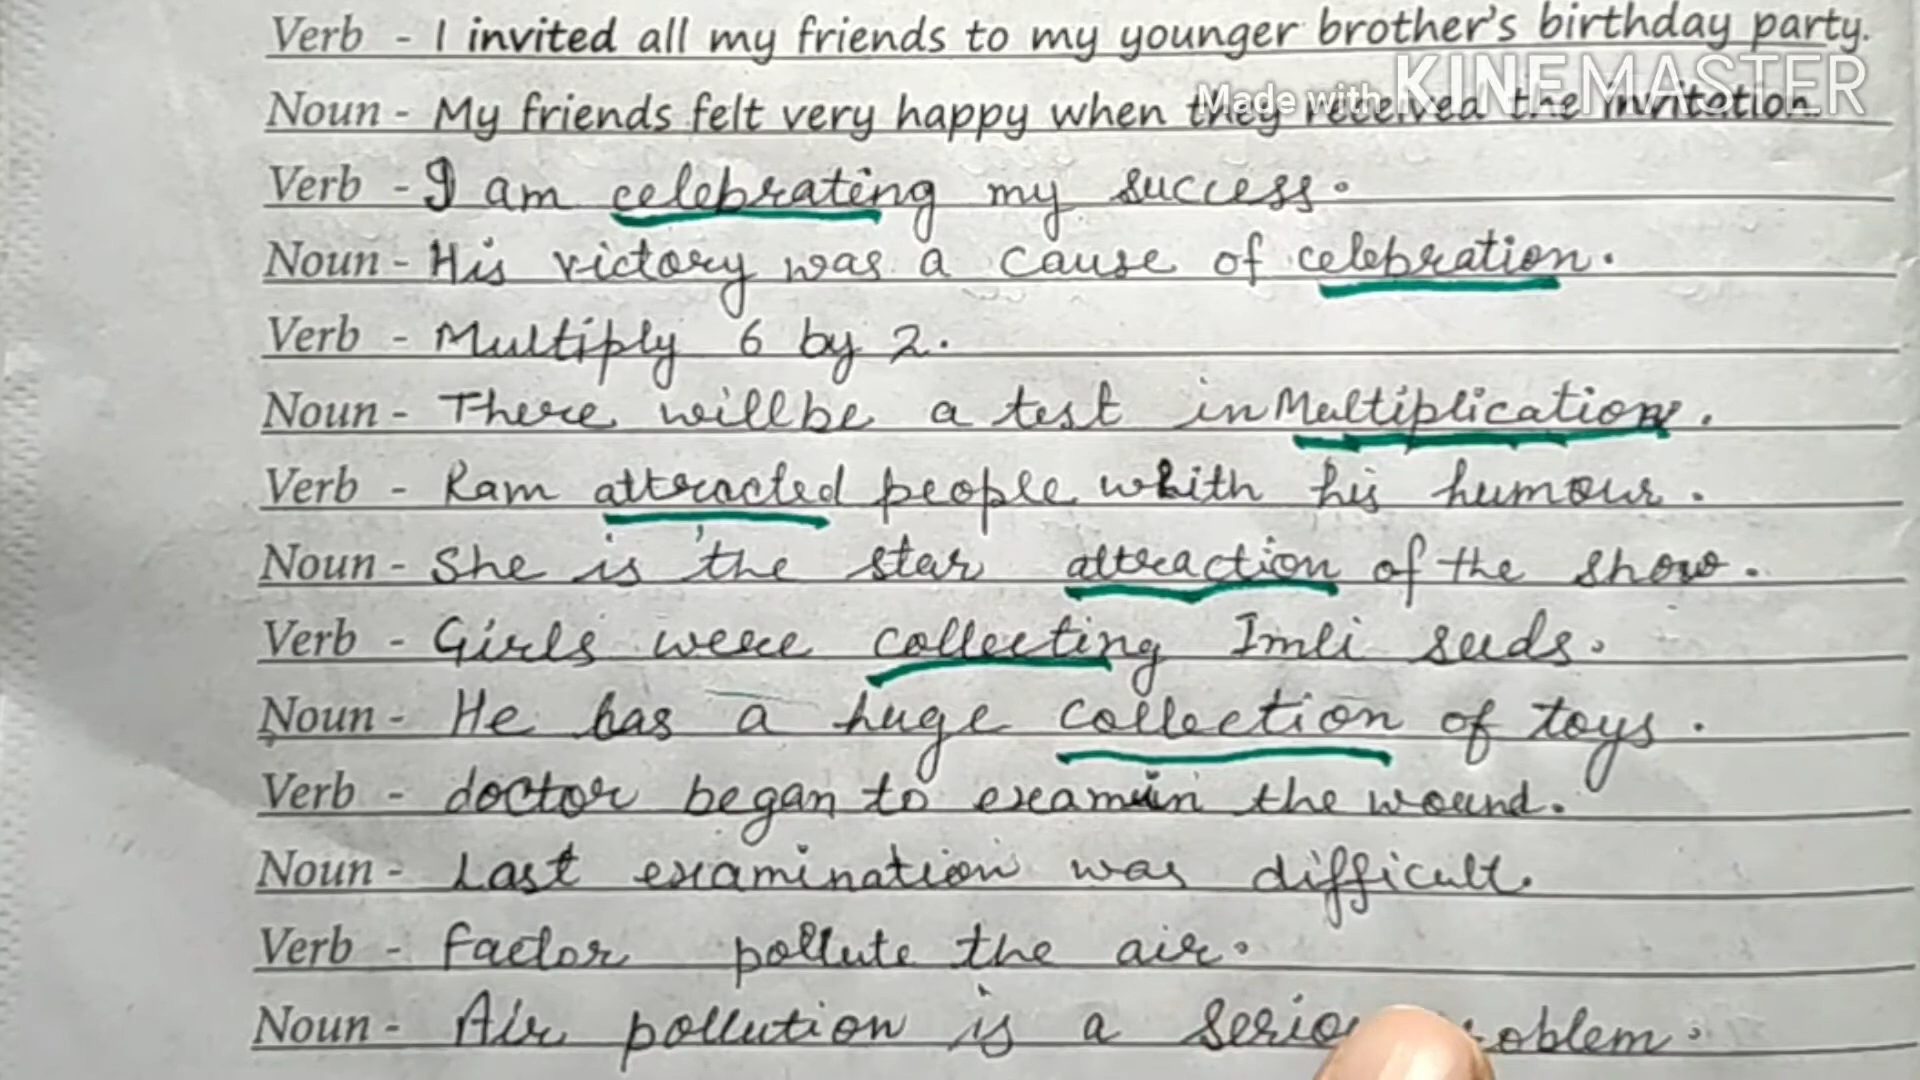 Verb - I invited all my friends to my younger brother's birthday party.
Made with KINEMASTER
Noun - My friends felt very happy when they received the invitation.
Verb - I am celebrating my success.
Noun - His victory was a cause of celebration.
Verb - Multiply 6 by 2.
Noun - There will be a test in Multiplication.
Verb - Ram attracted people whith his humour.
Noun - She is the star attraction of the show.
Verb - Girls were collecting Imli seeds.
Noun - He has a huge collection of toys.
Verb - doctor began to examin the wound.
Noun - Last examination was difficult.
Verb - Factor pollute the air.
Noun - Air pollution is a